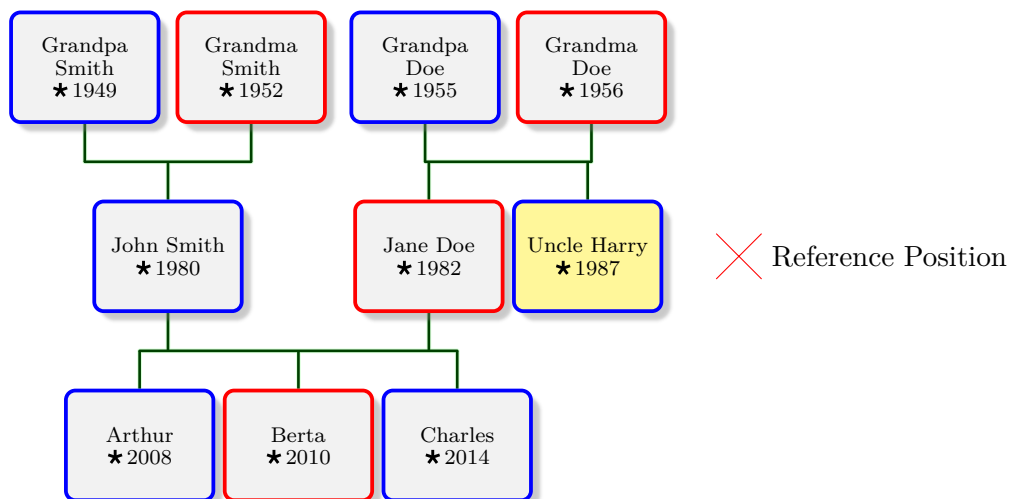 Grandpa
Smith
★1949
Grandma
Smith
★1952
Grandpa
Doe
★1955
Grandma
Doe
★1956
John Smith
★1980
Jane Doe
★1982
Uncle Harry
★1987
Reference Position
Arthur
★2008
Berta
★2010
Charles
★2014